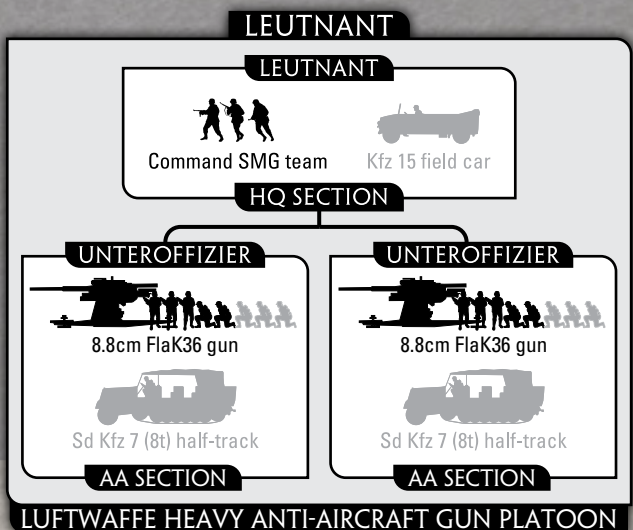 LEUTNANT
LEUTNANT
Command SMG team
Kfz 15 field car
HQ SECTION
UNTEROFFIZIER
8.8cm FlaK36 gun
Sd Kfz 7 (8t) half-track
AA SECTION
UNTEROFFIZIER
8.8cm FlaK36 gun
Sd Kfz 7 (8t) half-track
AA SECTION
LUFTWAFFE HEAVY ANTI-AIRCRAFT GUN PLATOON